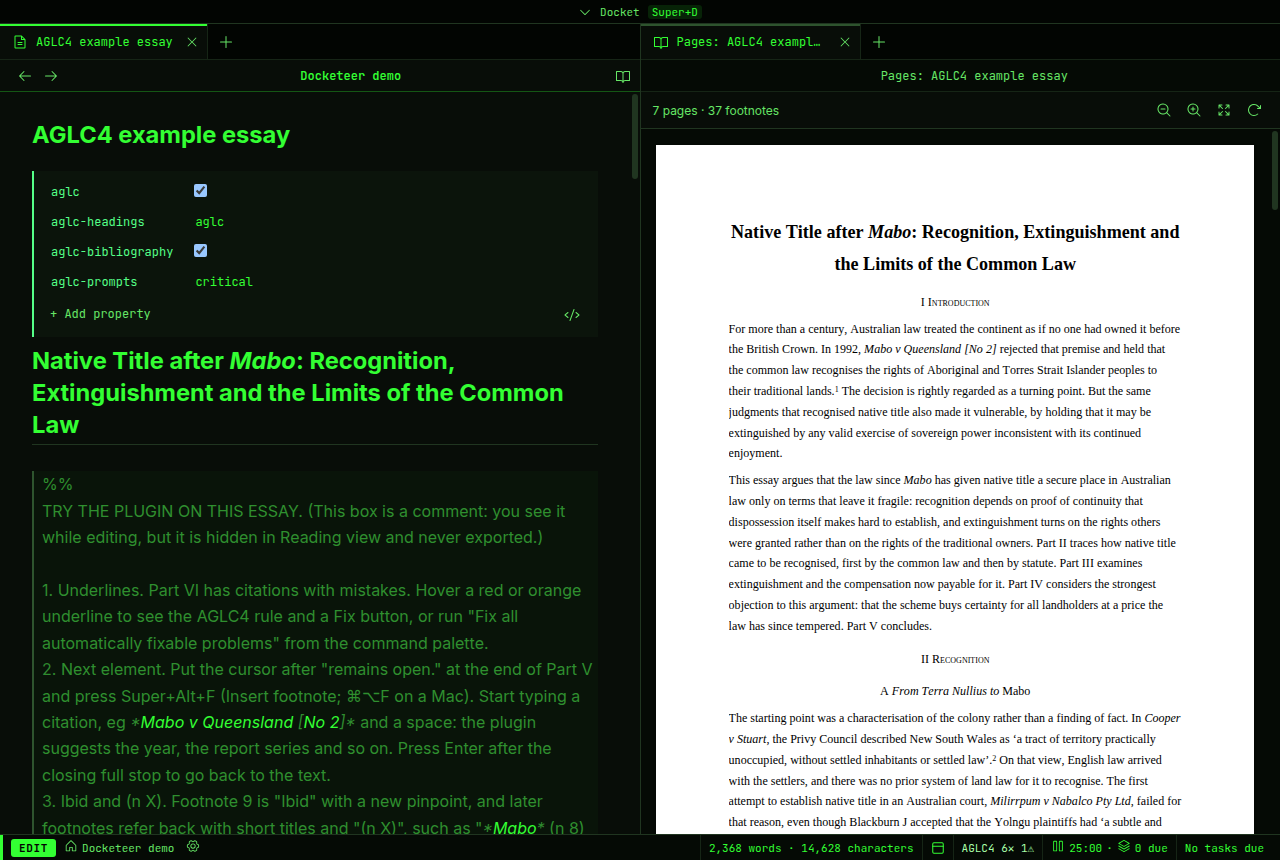 Docket Super+D
AGLC4 example essay
Pages: AGLC4 exampl…
Docketeer demo
Pages: AGLC4 example essay
7 pages · 37 footnotes
AGLC4 example essay
aglc
aglc-headings aglc
aglc-bibliography
aglc-prompts critical
+ Add property
Native Title after Mabo: Recognition,
Extinguishment and the Limits of the Common
Law
%%
TRY THE PLUGIN ON THIS ESSAY. (This box is a comment: you see it
while editing, but it is hidden in Reading view and never exported.)
1. Underlines. Part VI has citations with mistakes. Hover a red or orange
underline to see the AGLC4 rule and a Fix button, or run "Fix all
automatically fixable problems" from the command palette.
2. Next element. Put the cursor after "remains open." at the end of Part V
and press Super+Alt+F (Insert footnote; ⌘⌥F on a Mac). Start typing a
citation, eg *Mabo v Queensland [No 2]* and a space: the plugin
suggests the year, the report series and so on. Press Enter after the
closing full stop to go back to the text.
3. Ibid and (n X). Footnote 9 is "Ibid" with a new pinpoint, and later
footnotes refer back with short titles and "(n X)", such as "*Mabo* (n 8)
Native Title after Mabo: Recognition, Extinguishment and
the Limits of the Common Law
I Introduction
For more than a century, Australian law treated the continent as if no one had owned it before
the British Crown. In 1992, Mabo v Queensland [No 2] rejected that premise and held that
the common law recognises the rights of Aboriginal and Torres Strait Islander peoples to
their traditional lands.¹ The decision is rightly regarded as a turning point. But the same
judgments that recognised native title also made it vulnerable, by holding that it may be
extinguished by any valid exercise of sovereign power inconsistent with its continued
enjoyment.
This essay argues that the law since Mabo has given native title a secure place in Australian
law only on terms that leave it fragile: recognition depends on proof of continuity that
dispossession itself makes hard to establish, and extinguishment turns on the rights others
were granted rather than on the rights of the traditional owners. Part II traces how native title
came to be recognised, first by the common law and then by statute. Part III examines
extinguishment and the compensation now payable for it. Part IV considers the strongest
objection to this argument: that the scheme buys certainty for all landholders at a price the
law has since tempered. Part V concludes.
II Recognition
A From Terra Nullius to Mabo
The starting point was a characterisation of the colony rather than a finding of fact. In Cooper
v Stuart, the Privy Council described New South Wales as ‘a tract of territory practically
unoccupied, without settled inhabitants or settled law’.² On that view, English law arrived
with the settlers, and there was no prior system of land law for it to recognise. The first
attempt to establish native title in an Australian court, Milirrpum v Nabalco Pty Ltd, failed for
that reason, even though Blackburn J accepted that the Yolngu plaintiffs had ‘a subtle and
EDIT Docketeer demo
2,368 words · 14,628 characters
AGLC4 6× 1⚠
25:00 · 0 due
No tasks due